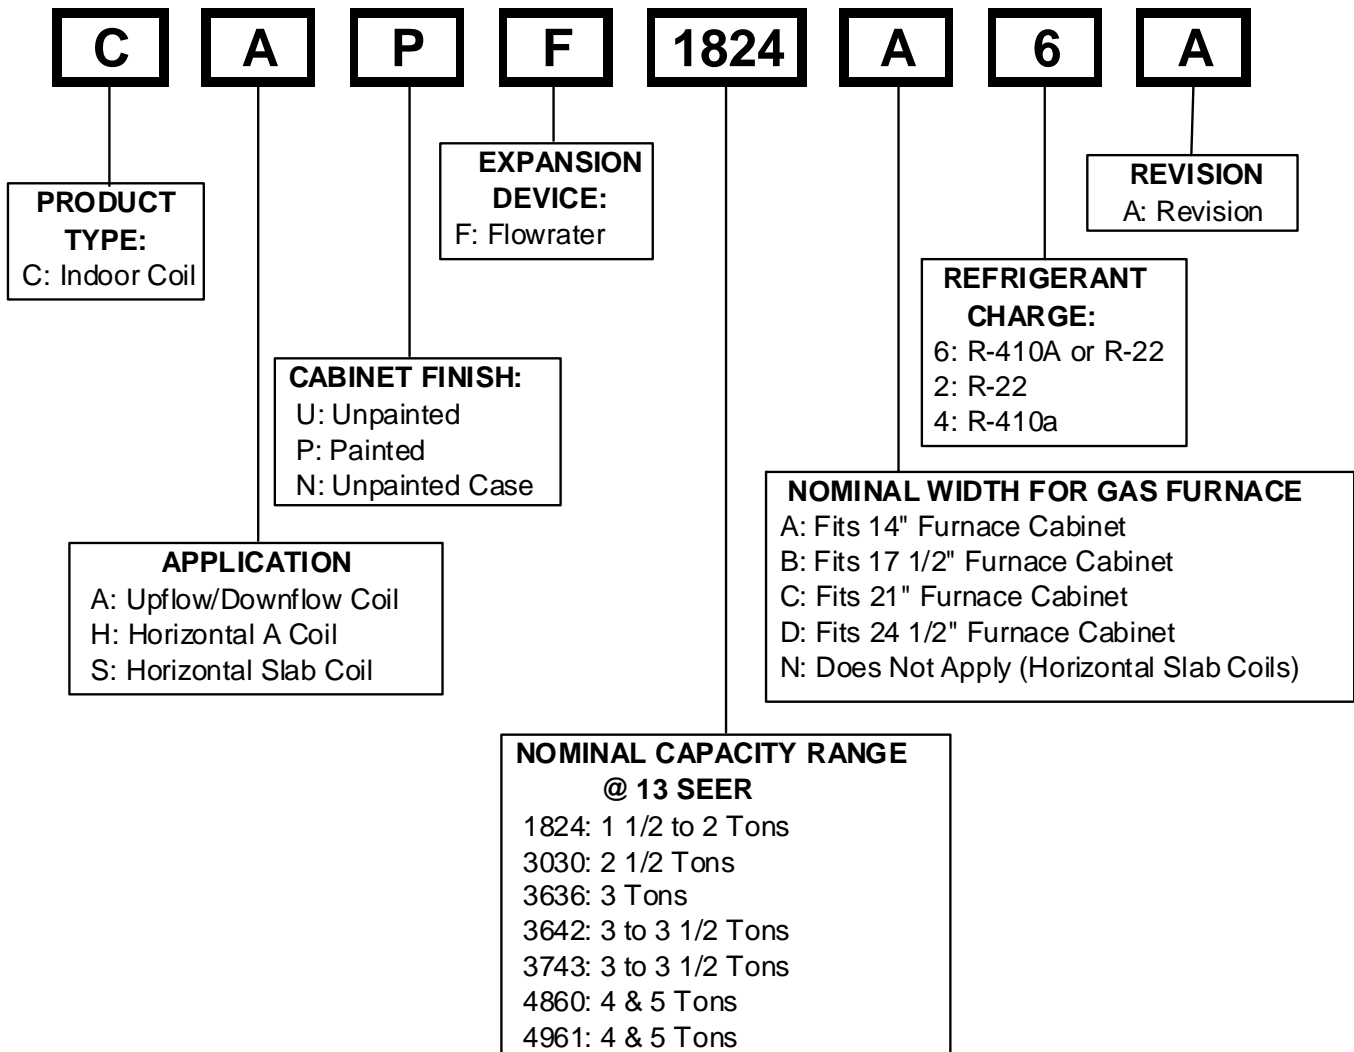 C A P F 1824 A 6 A
PRODUCT
TYPE:
C: Indoor Coil
EXPANSION
DEVICE:
F: Flowrater
REVISION
A: Revision
REFRIGERANT
CHARGE:
6: R-410A or R-22
2: R-22
4: R-410a
CABINET FINISH:
U: Unpainted
P: Painted
N: Unpainted Case
NOMINAL WIDTH FOR GAS FURNACE
A: Fits 14" Furnace Cabinet
B: Fits 17 1/2" Furnace Cabinet
C: Fits 21" Furnace Cabinet
D: Fits 24 1/2" Furnace Cabinet
N: Does Not Apply (Horizontal Slab Coils)
APPLICATION
A: Upflow/Downflow Coil
H: Horizontal A Coil
S: Horizontal Slab Coil
NOMINAL CAPACITY RANGE
@ 13 SEER
1824: 1 1/2 to 2 Tons
3030: 2 1/2 Tons
3636: 3 Tons
3642: 3 to 3 1/2 Tons
3743: 3 to 3 1/2 Tons
4860: 4 & 5 Tons
4961: 4 & 5 Tons